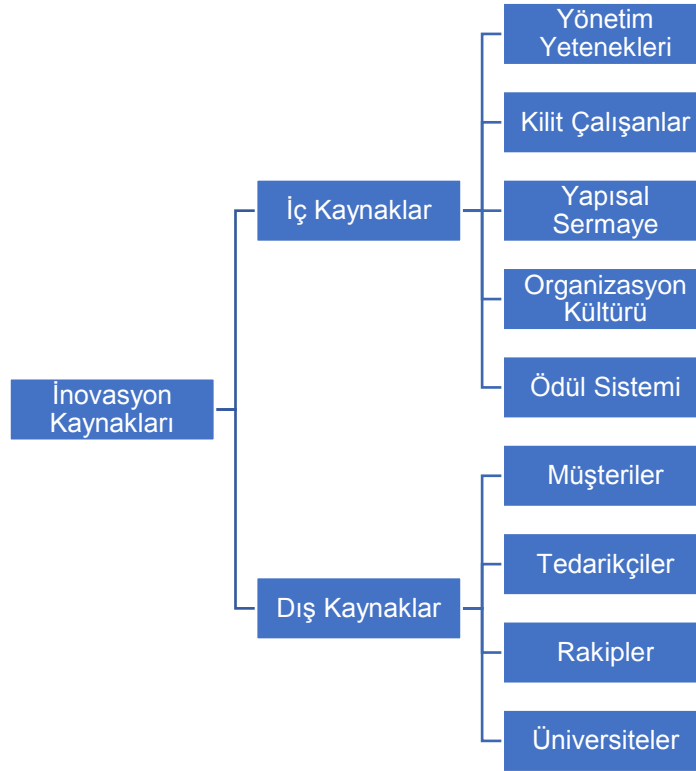 İnovasyon
Kaynakları
İç Kaynaklar
Yönetim
Yetenekleri
Kilit Çalışanlar
Yapısal
Sermaye
Organizasyon
Kültürü
Ödül Sistemi
Dış Kaynaklar
Müşteriler
Tedarikçiler
Rakipler
Üniversiteler